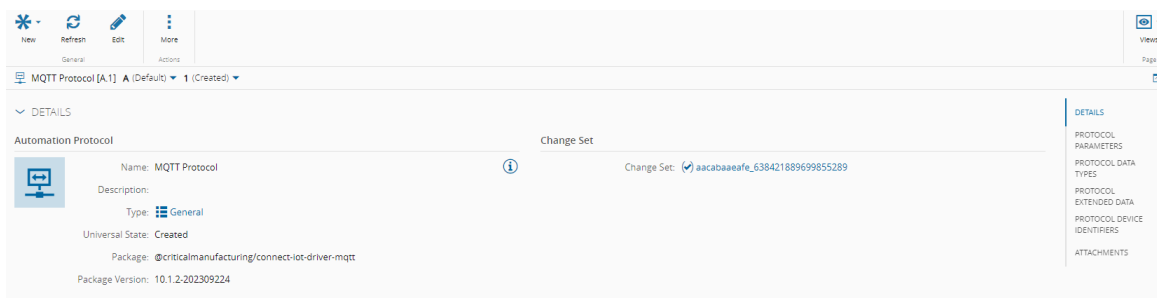 New
Refresh
Edit
More
Views
General
Actions
Page
MQTT Protocol [A.1] A (Default) 1 (Created)
DETAILS
Automation Protocol
Name: MQTT Protocol
Description:
Type: General
Universal State: Created
Package: @criticalmanufacturing/connect-iot-driver-mqtt
Package Version: 10.1.2-202309224
Change Set
Change Set: aacabaaeafe_638421889699855289
DETAILS
PROTOCOL
PARAMETERS
PROTOCOL DATA
TYPES
PROTOCOL
EXTENDED DATA
PROTOCOL DEVICE
IDENTIFIERS
ATTACHMENTS